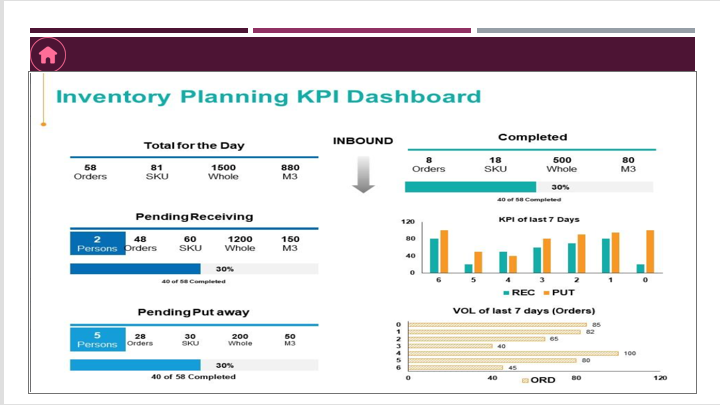 Inventory Planning KPI Dashboard
Total for the Day
58 81 1500 880
Orders SKU Whole M3
INBOUND
Completed
8 18 500 80
Orders SKU Whole M3
30%
40 of 58 Completed
Pending Receiving
2 48 60 1200 150
Persons Orders SKU Whole M3
30%
40 of 58 Completed
KPI of last 7 Days
120
80
40
0
6 5 4 3 2 1 0
REC PUT
Pending Put away
5 28 30 200 50
Persons Orders SKU Whole M3
30%
40 of 58 Completed
VOL of last 7 days (Orders)
0 85
1 82
2 65
3 40
4 100
5 80
6 45
0 40 80 120
ORD